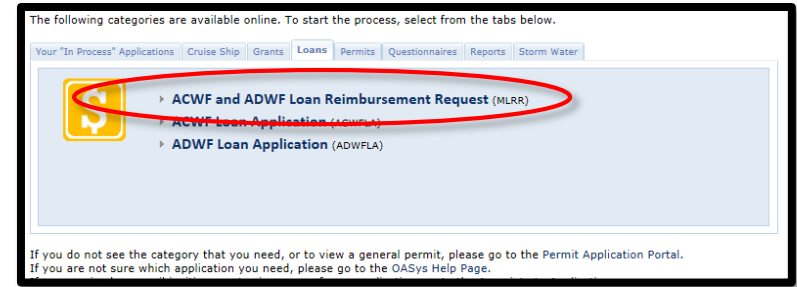 The following categories are available online. To start the process, select from the tabs below.
Your "In Process" Applications Cruise Ship Grants Loans Permits Questionnaires Reports Storm Water
ACWF and ADWF Loan Reimbursement Request (MLRR)
ACWF Loan Application (ACWFLA)
ADWF Loan Application (ADWFLA)
If you do not see the category that you need, or to view a general permit, please go to the Permit Application Portal.
If you are not sure which application you need, please go to the OASys Help Page.